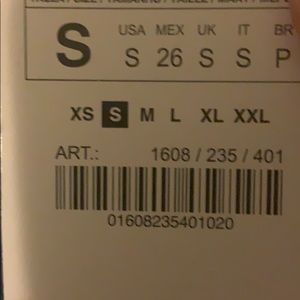 USA MEX UK IT BR
S S 26 S S P
XS S M L XL XXL
ART.: 1608 / 235 / 401
01608235401020